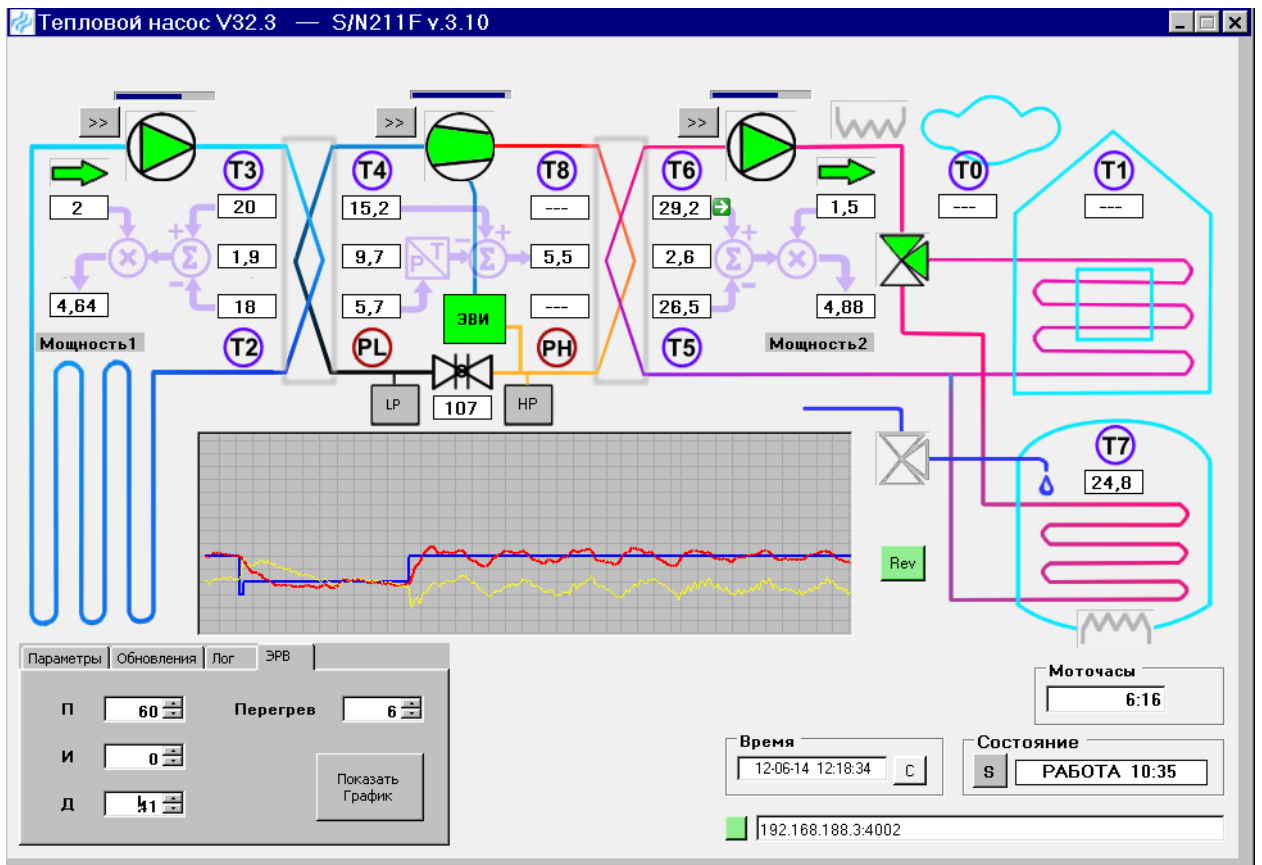 Тепловой насос V32.3 — S/N211F v.3.10
>> >> >>
T3 T4 T8 T6 T0 T1
2 20 15,2 --- 29,2 1,5 --- ---
+ + +
× Σ 1,9 9,7 P T Σ 5,5 2,6 Σ ×
4,64 18 5,7 ЭВИ --- 26,5 4,88
Мощность1 T2 PL PH T5 Мощность2
LP 107 HP
T7
24,8
Rev
Параметры Обновления Лог ЭРВ
П 60 Перегрев 6
И 0
Д 41
Показать
График
Моточасы
6:16
Время
12-06-14 12:18:34 C
Состояние
S РАБОТА 10:35
192.168.188.3:4002